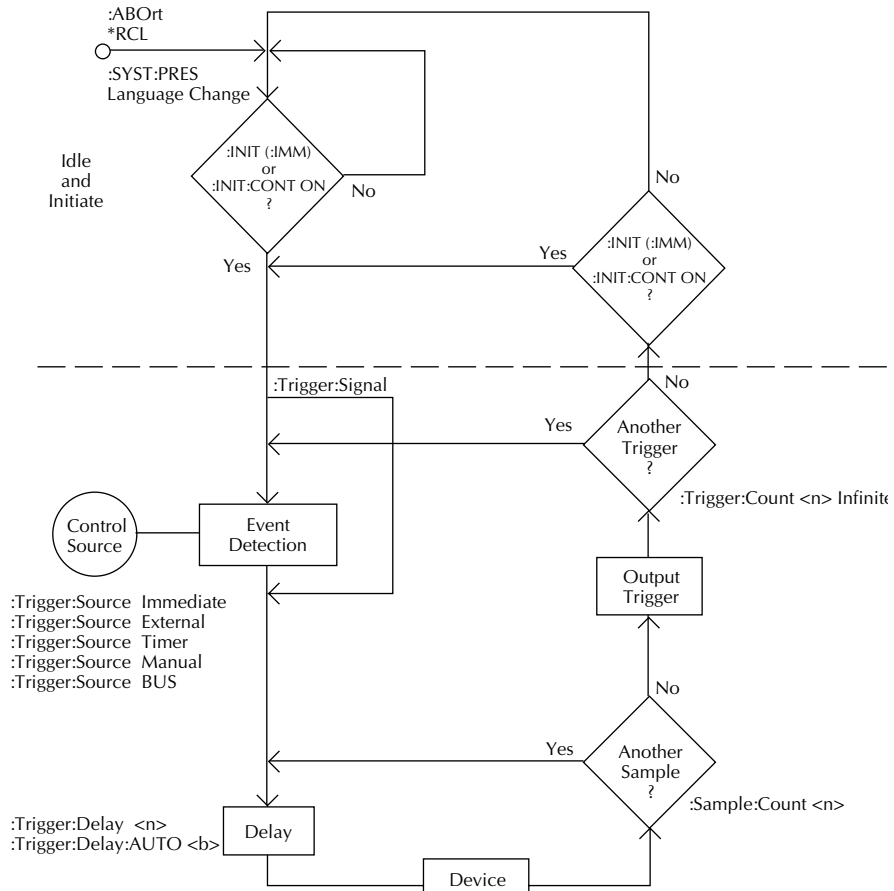 :ABOrt
*RCL
:SYST:PRES
Language Change
Idle
and
Initiate
:INIT (:IMM)
or
:INIT:CONT ON
?
No
Yes
No
:INIT (:IMM)
or
:INIT:CONT ON
?
Yes
:Trigger:Signal
No
Another
Trigger
?
Yes
:Trigger:Count <n> Infinite
Control
Source
Event
Detection
Output
Trigger
:Trigger:Source Immediate
:Trigger:Source External
:Trigger:Source Timer
:Trigger:Source Manual
:Trigger:Source BUS
No
Another
Sample
?
Yes
:Sample:Count <n>
:Trigger:Delay <n>
:Trigger:Delay:AUTO <b>
Delay
Device